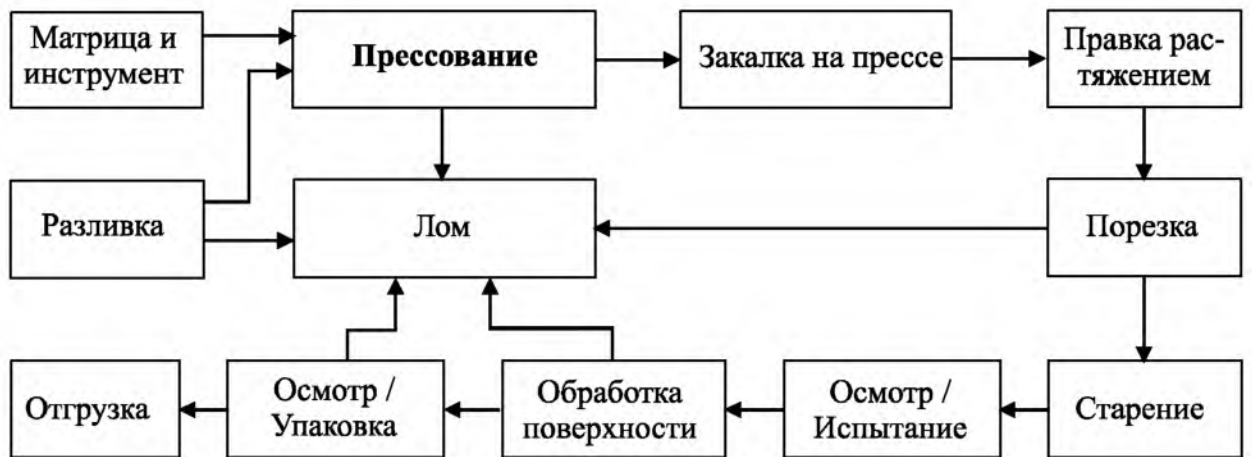 Матрица и
инструмент
Прессование
Закалка на прессе
Правка рас-
тяжением
Разливка
Лом
Порезка
Отгрузка
Осмотр /
Упаковка
Обработка
поверхности
Осмотр /
Испытание
Старение